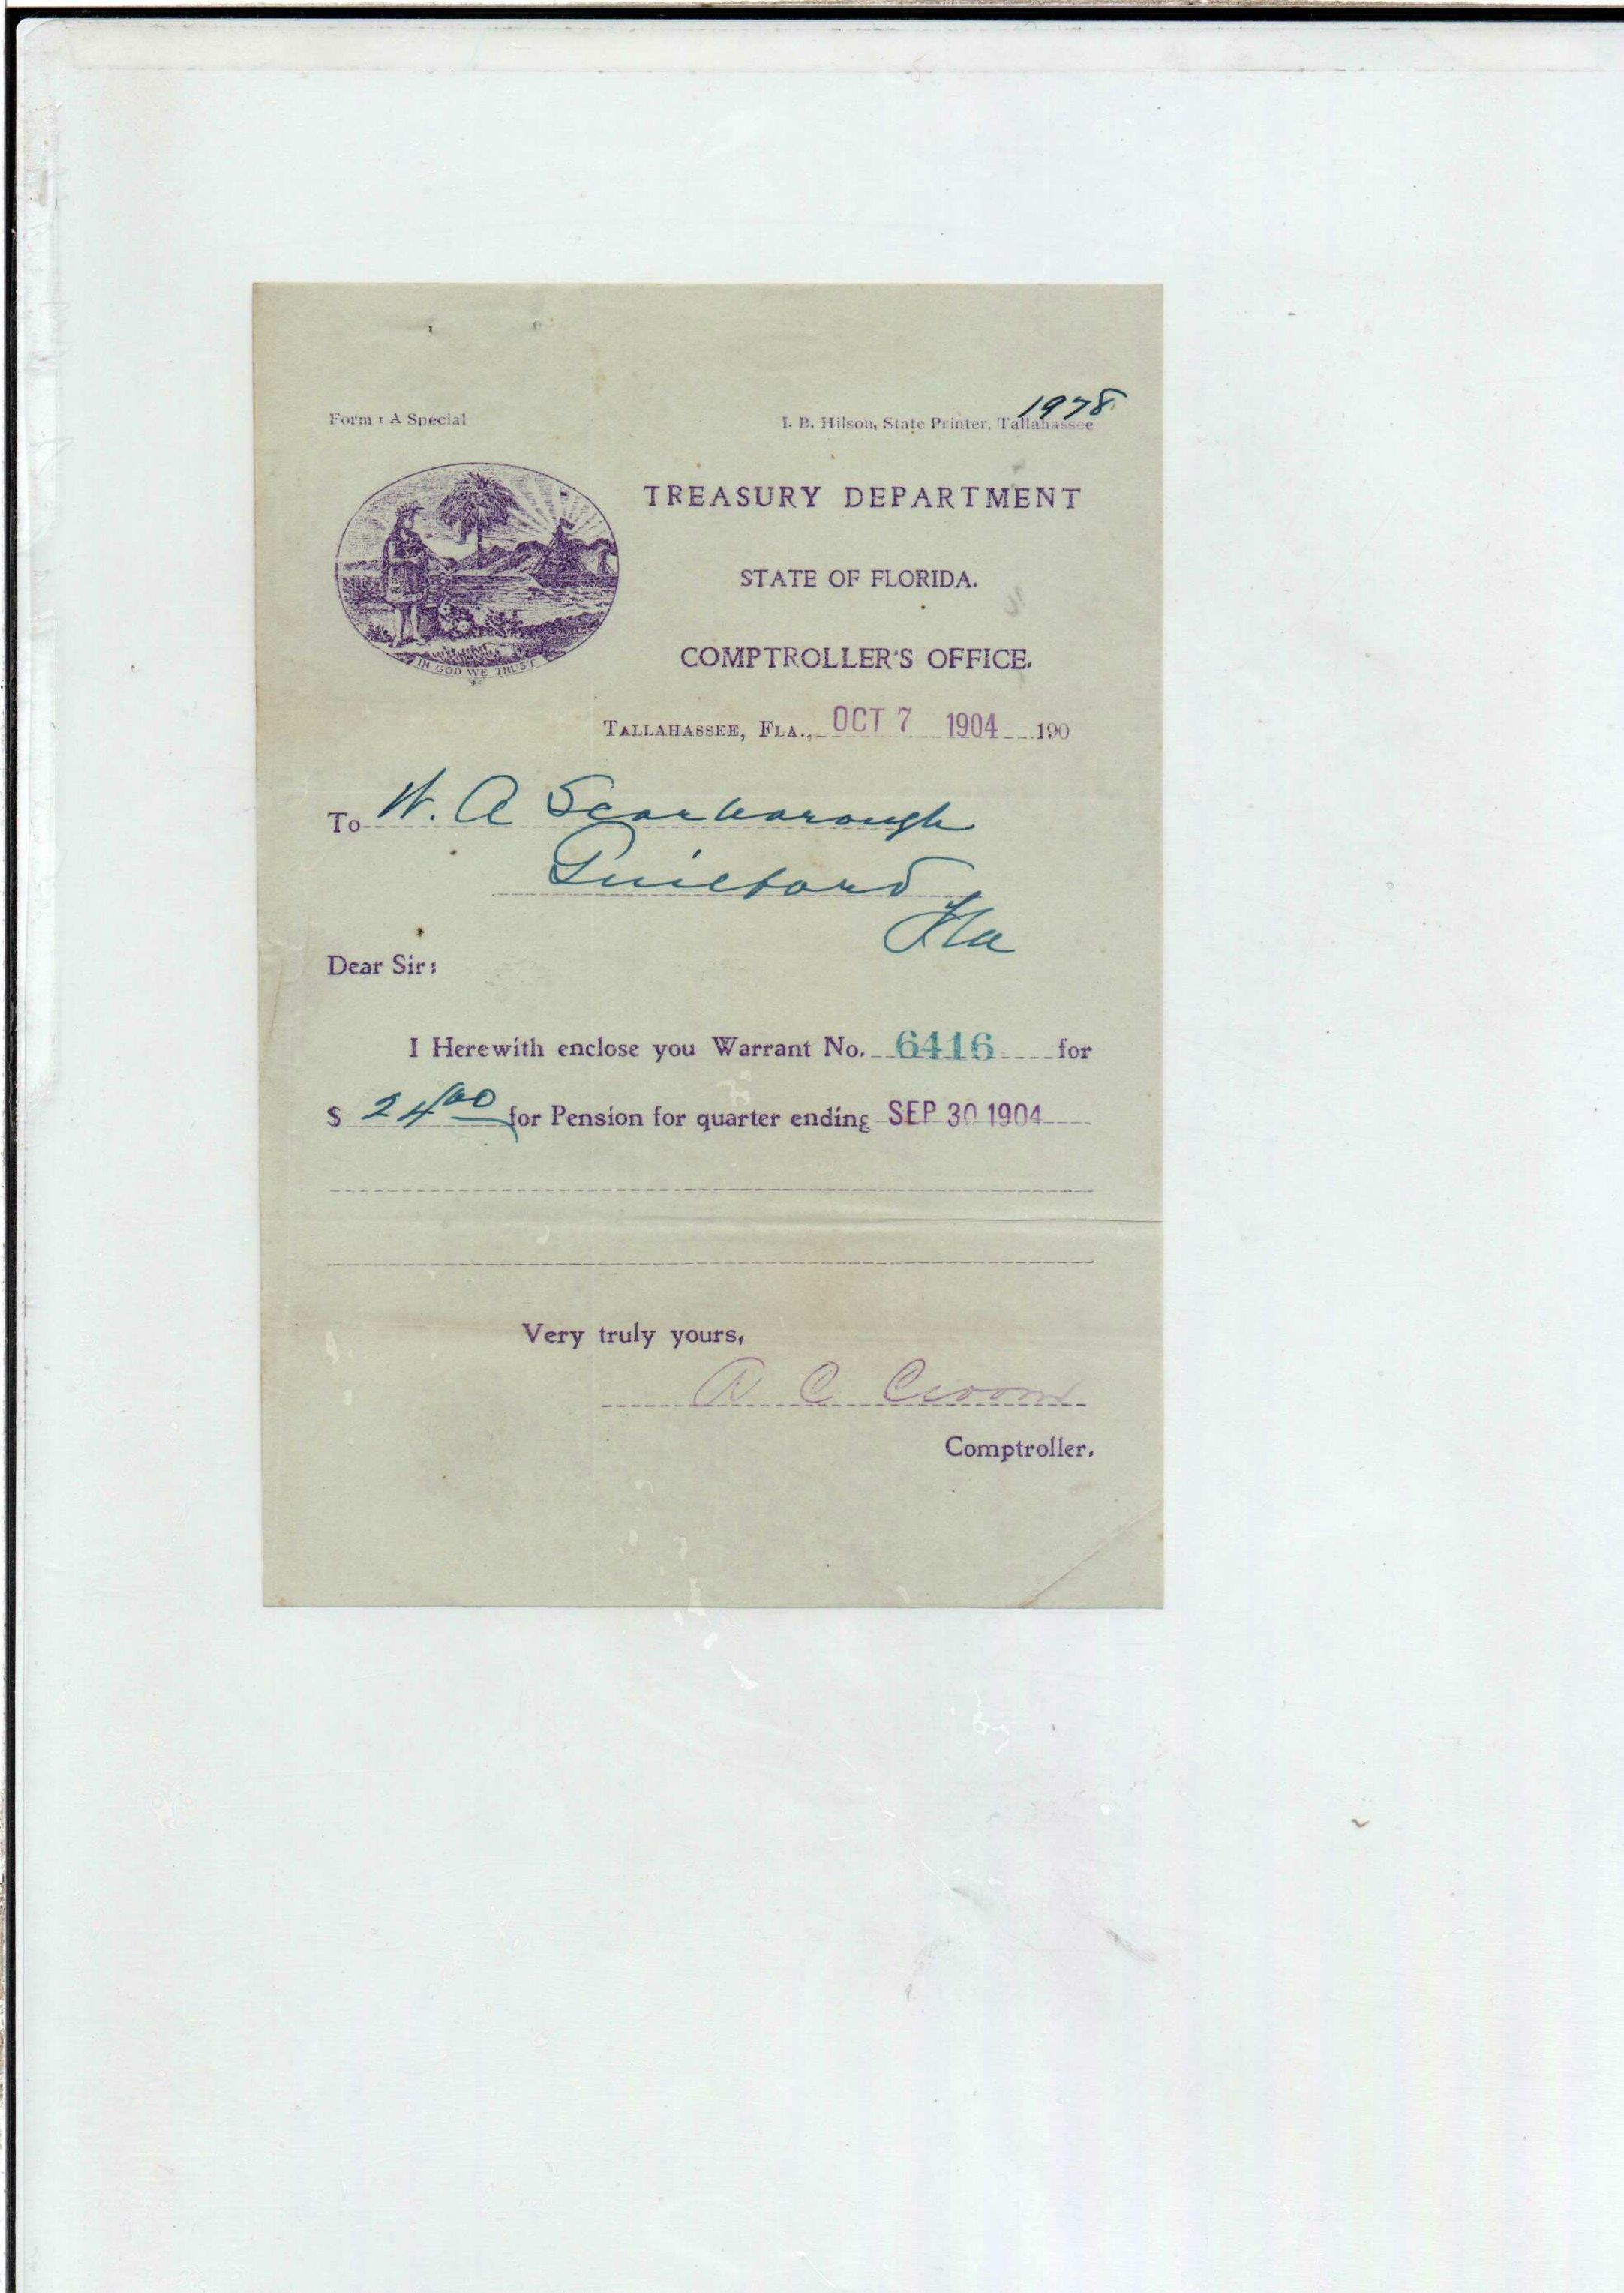 1978
Form 1 A Special I. B. Hilson, State Printer, Tallahassee
TREASURY DEPARTMENT
STATE OF FLORIDA.
COMPTROLLER'S OFFICE.
IN GOD WE TRUST
TALLAHASSEE, FLA., OCT 7 1904 190
To W. A Scarborough
Guilford
Fla
Dear Sir:
I Herewith enclose you Warrant No. 6416 for
$ 24 00 for Pension for quarter ending SEP 30 1904
Very truly yours,
A C Croom
Comptroller.